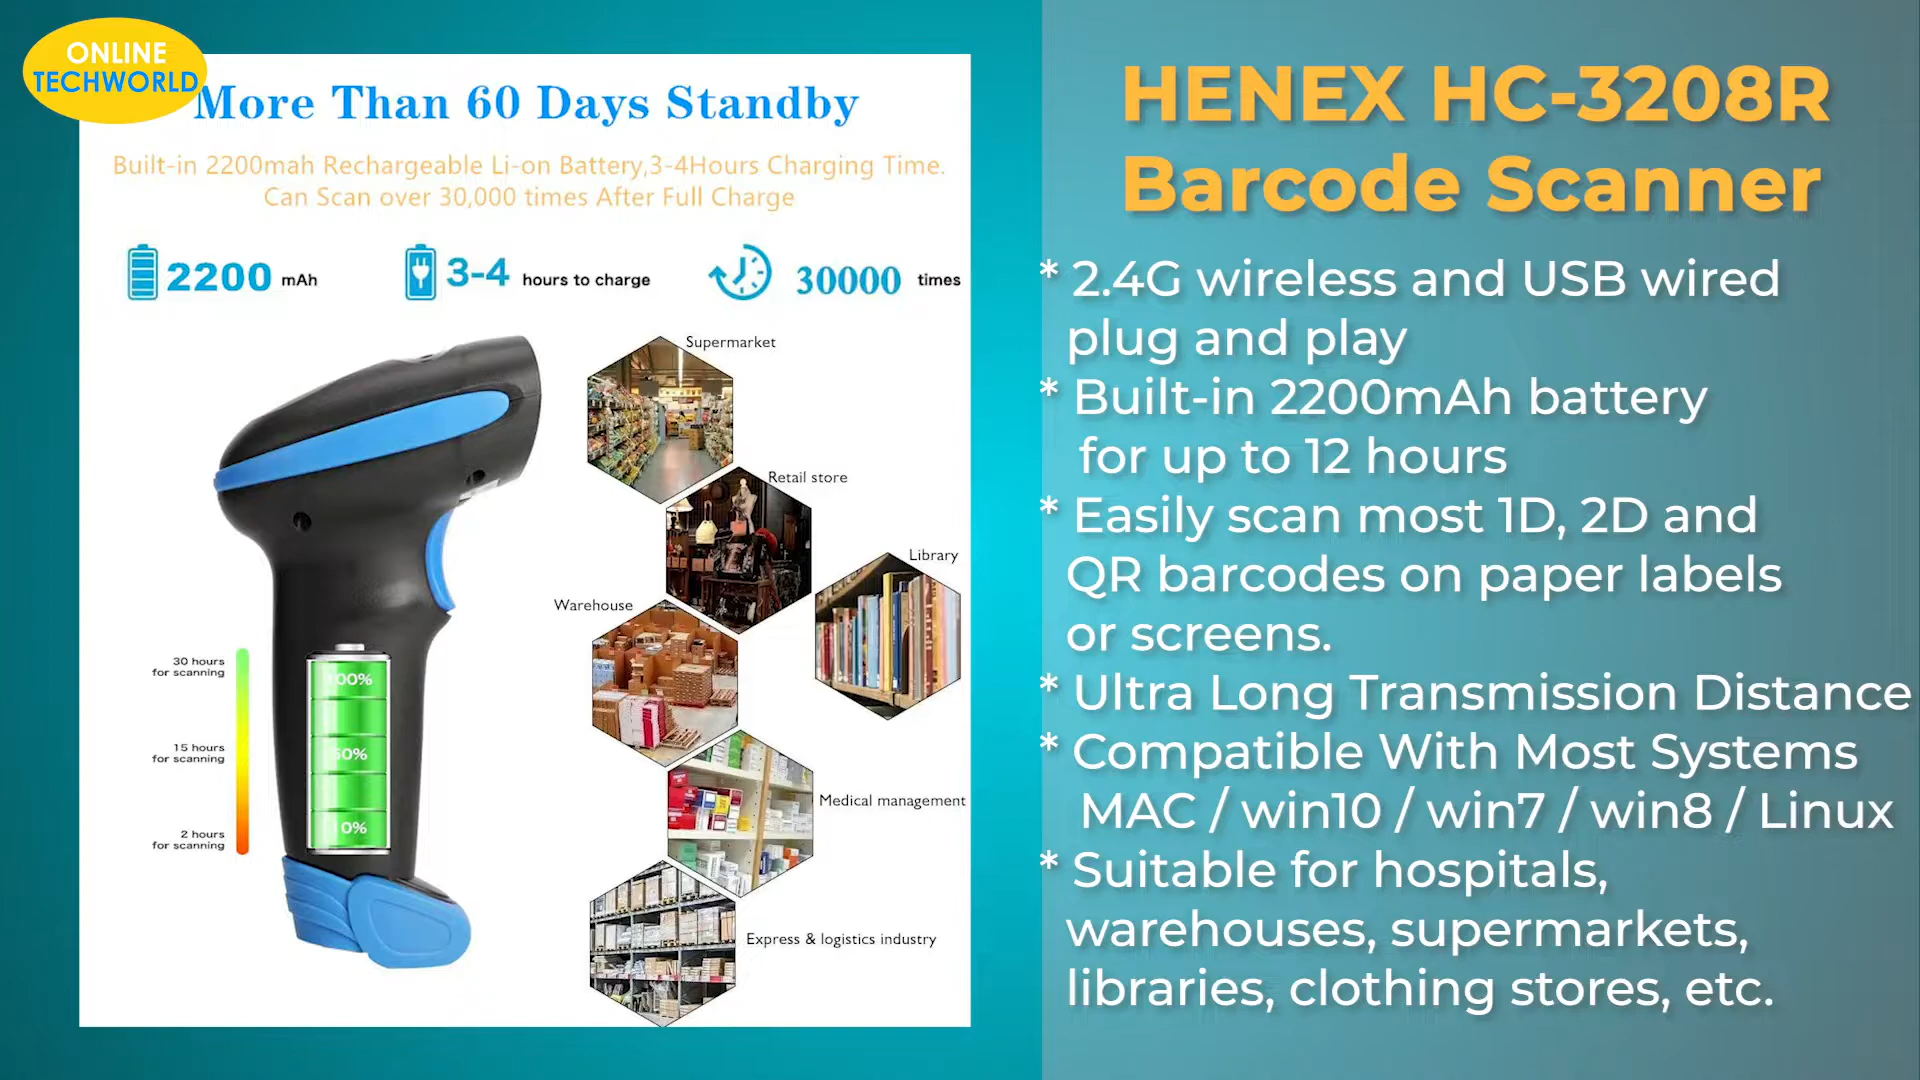 ONLINE
TECHWORLD
More Than 60 Days Standby
Built-in 2200mah Rechargeable Li-on Battery,3-4Hours Charging Time.
Can Scan over 30,000 times After Full Charge
2200 mAh
3-4 hours to charge
30000 times
Supermarket
Retail store
Library
Warehouse
Medical management
Express & logistics industry
30 hours
for scanning
15 hours
for scanning
2 hours
for scanning
100%
50%
10%
HENEX HC-3208R
Barcode Scanner
* 2.4G wireless and USB wired
plug and play
* Built-in 2200mAh battery
for up to 12 hours
* Easily scan most 1D, 2D and
QR barcodes on paper labels
or screens.
* Ultra Long Transmission Distance
* Compatible With Most Systems
MAC / win10 / win7 / win8 / Linux
* Suitable for hospitals,
warehouses, supermarkets,
libraries, clothing stores, etc.